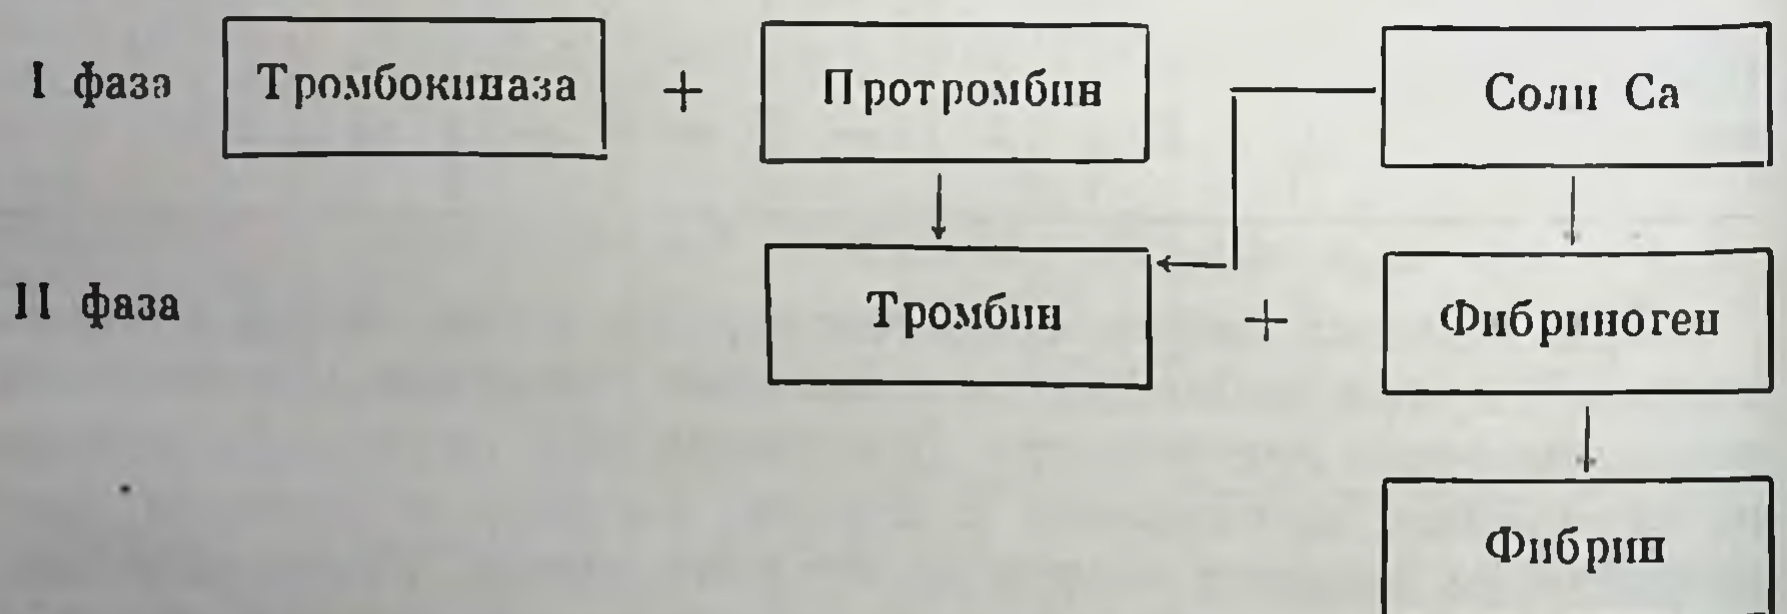 I фаза Тромбокиназа + Протромбин Соли Са
II фаза Тромбин + Фибриноген
Фибрин